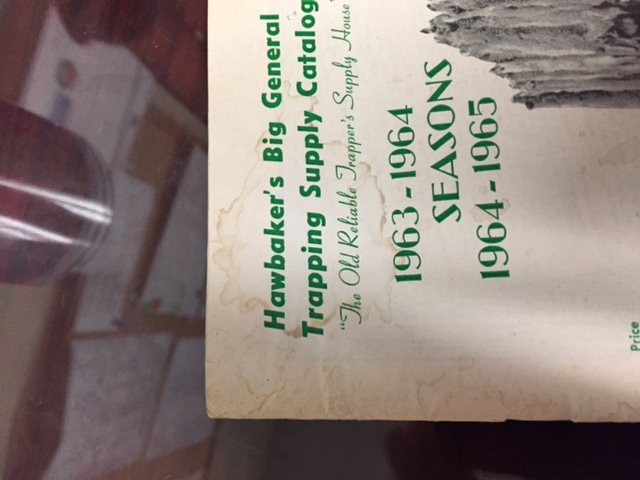 Hawbaker's Big General
Trapping Supply Catalog
"The Old Reliable Trapper's Supply House"
1963-1964
SEASONS
1964-1965
Price